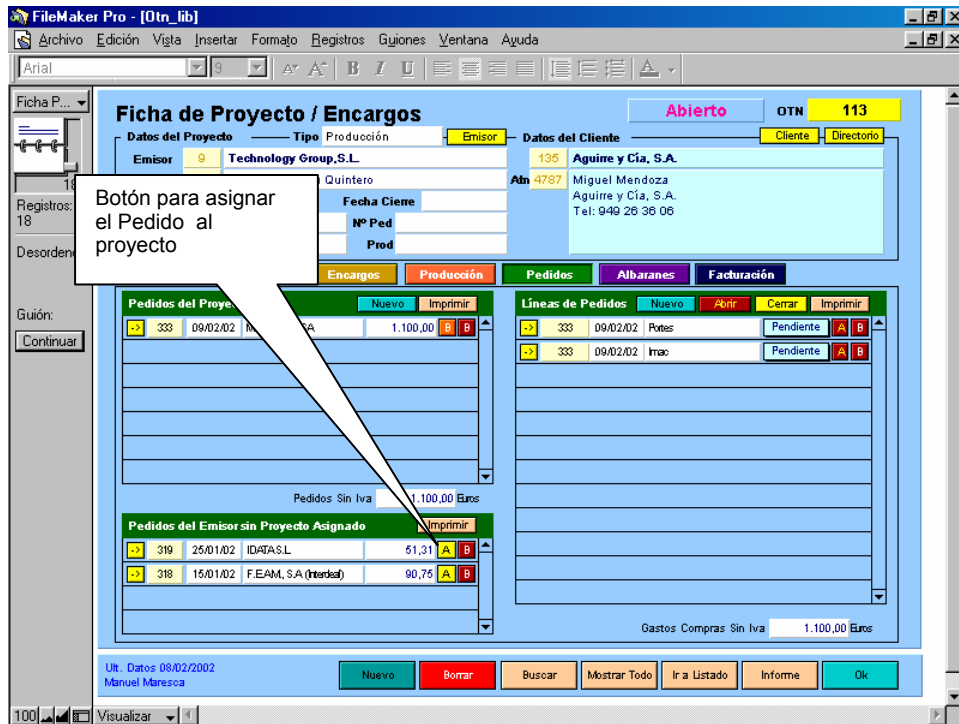 FileMaker Pro - [Otn_lib]
Archivo Edición Vista Insertar Formato Registros Guiones Ventana Ayuda
Arial 9 B I U A
Ficha P...
Ficha de Proyecto / Encargos Abierto OTN 113
Datos del Proyecto Tipo Producción Emisor Datos del Cliente Cliente Directorio
Emisor 9 Technology Group,S.L. 135 Aguirre y Cía, S.A.
Quintero Atn 4787 Miguel Mendoza
Aguirre y Cía, S.A.
Tel: 949 26 36 06
18
Registros:
18
Fecha Cierre
Nº Ped
Prod
Desorden
Botón para asignar
el Pedido al
proyecto
Encargos Producción Pedidos Albaranes Facturación
Guión:
Continuar
Pedidos del Proye Nuevo Imprimir
-> 333 09/02/02 M SA 1.100,00 B B
Pedidos Sin Iva 1.100,00 Euros
Pedidos del Emisor sin Proyecto Asignado Imprimir
-> 319 25/01/02 IDATA S.L 51,31 A B
-> 318 15/01/02 F.E.AM, S.A (Interdeal) 90,75 A B
Líneas de Pedidos Nuevo Abrir Cerrar Imprimir
-> 333 09/02/02 Portes Pendiente A B
-> 333 09/02/02 Imac Pendiente A B
Gastos Compras Sin Iva 1.100,00 Euros
Ult. Datos 08/02/2002
Manuel Maresca
Nuevo Borrar Buscar Mostrar Todo Ir a Listado Informe Ok
100 Visualizar